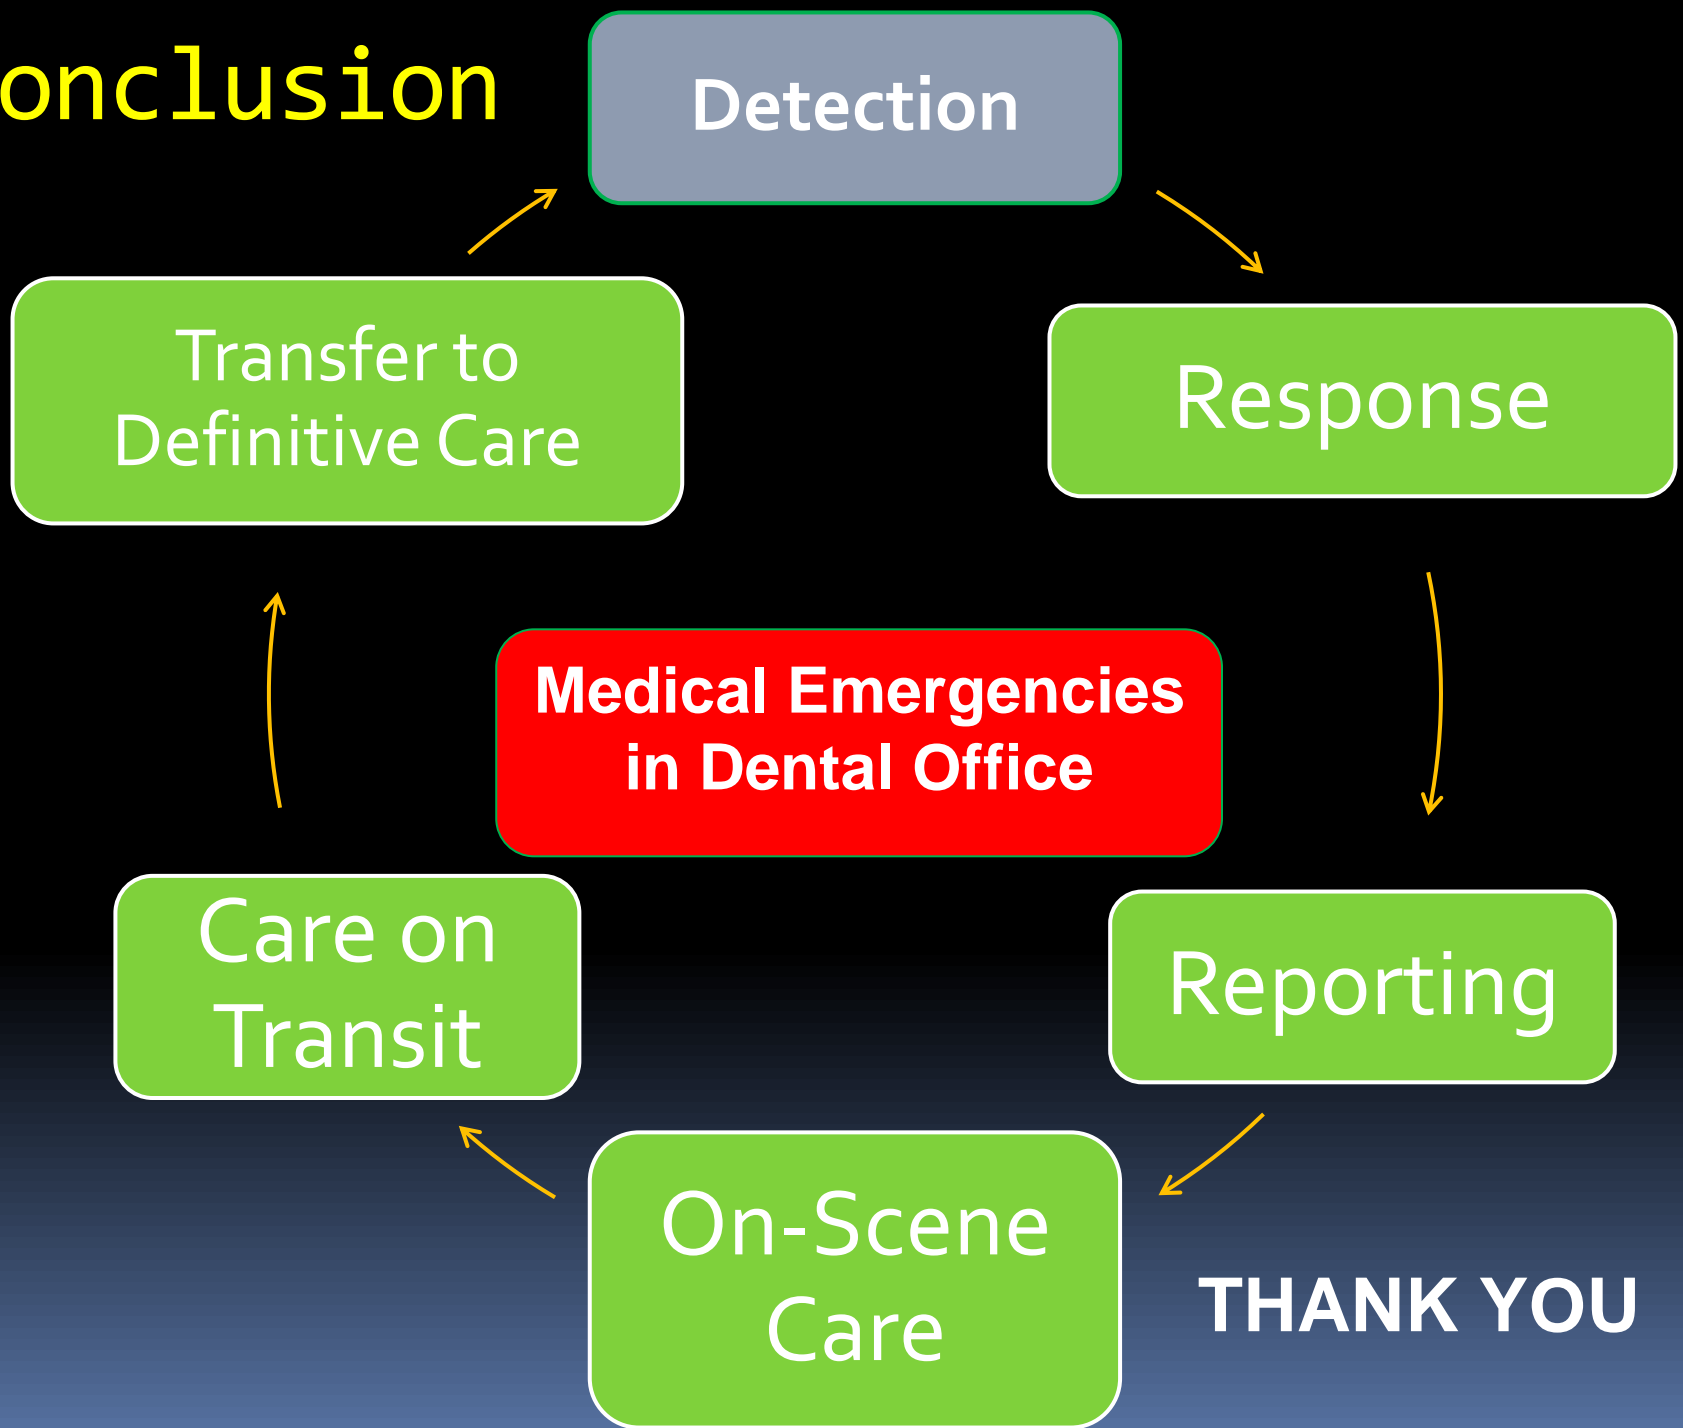 onclusion
Detection
Response
Reporting
On-Scene
Care
Care on
Transit
Transfer to
Definitive Care
Medical Emergencies
in Dental Office
THANK YOU